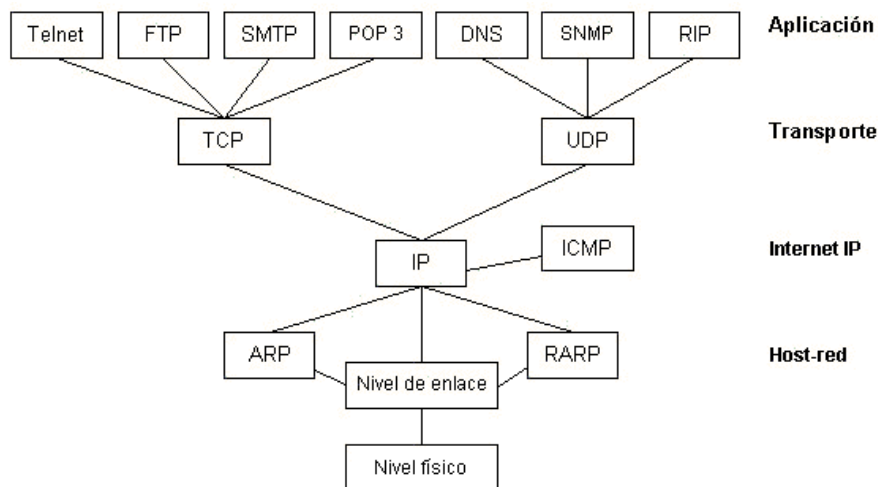 Telnet FTP SMTP POP 3 DNS SNMP RIP Aplicación
TCP UDP Transporte
IP ICMP Internet IP
ARP RARP Host-red
Nivel de enlace
Nivel físico